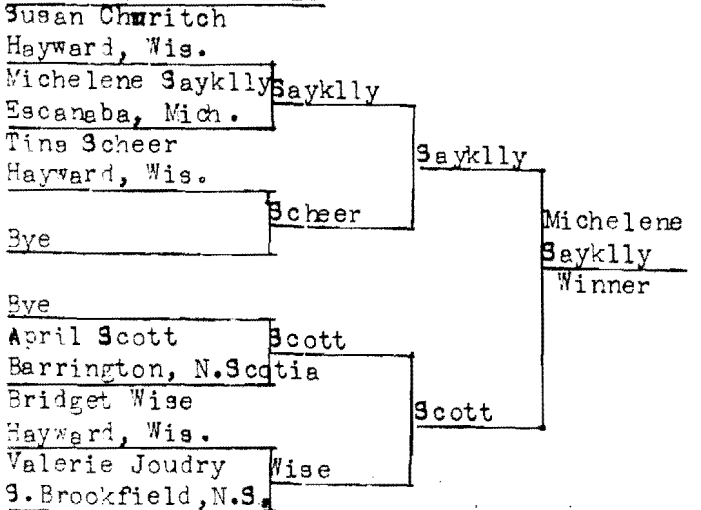 Susan Churitch
Hayward, Wis.
Michelene Sayklly
Escanaba, Mich.
Sayklly
Tina Scheer
Hayward, Wis.
Sayklly
Scheer
Bye
Michelene
Sayklly
Winner
Bye
April Scott
Barrington, N.Scotia
Scott
Bridget Wise
Hayward, Wis.
Scott
Valerie Joudry
S.Brookfield,N.S.
Wise